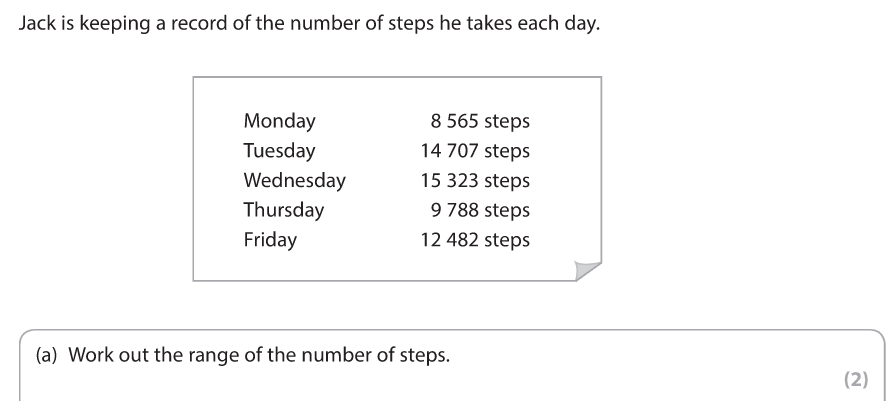 Jack is keeping a record of the number of steps he takes each day.
Monday 8 565 steps
Tuesday 14 707 steps
Wednesday 15 323 steps
Thursday 9 788 steps
Friday 12 482 steps
(a) Work out the range of the number of steps.
(2)